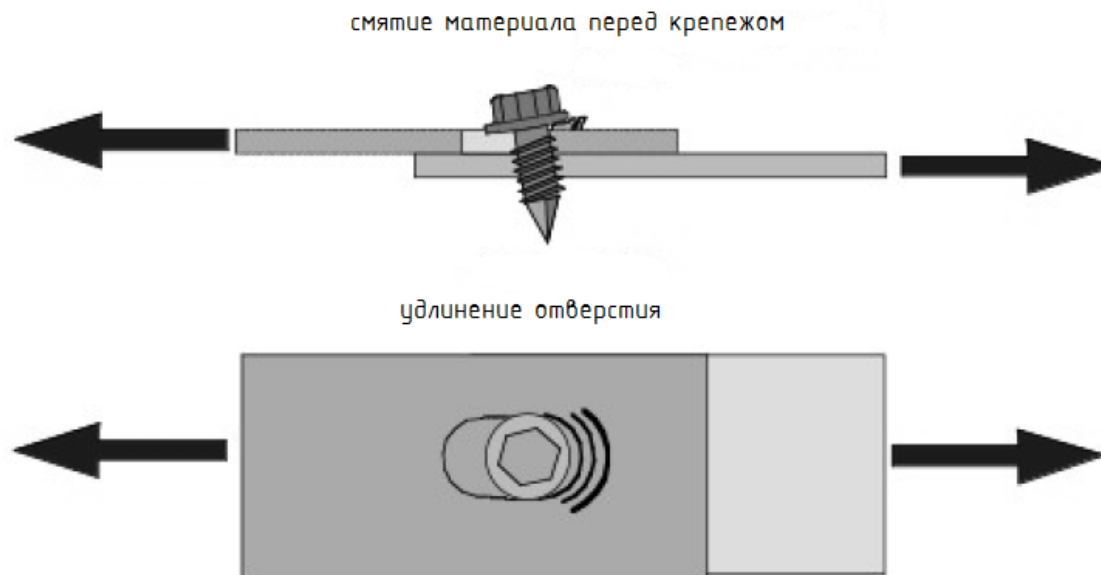 смятие материала перед крепежом
удлинение отверстия